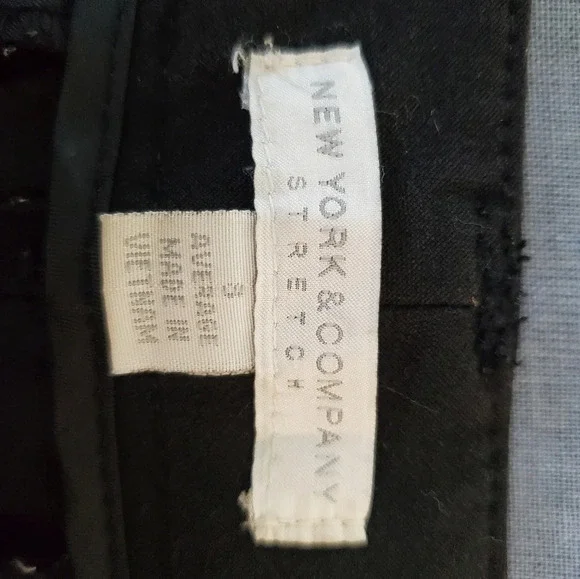 NEW YORK & COMPANY
STRETCH
AVERAGE
MADE IN
VIETNAM